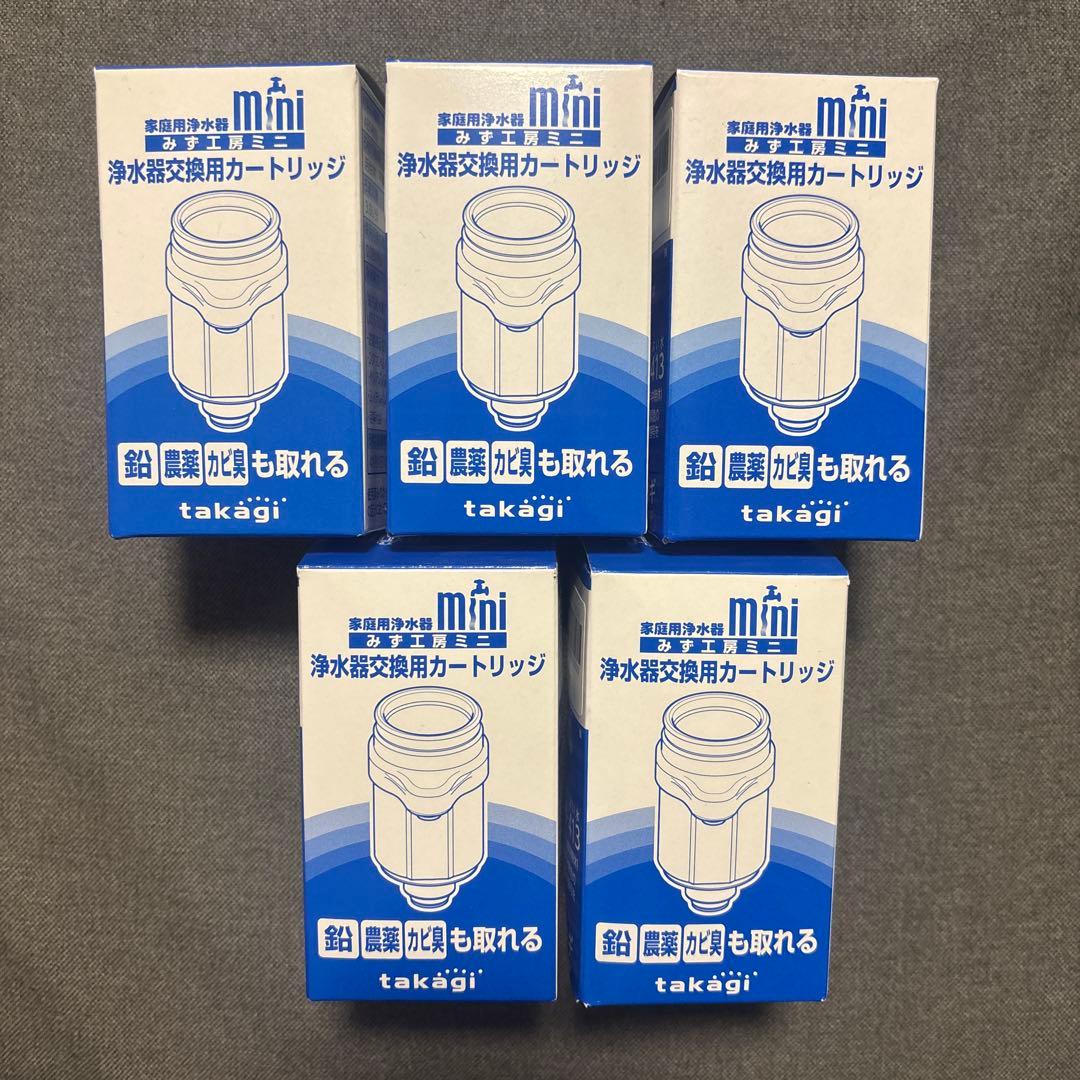 家庭用浄水器 mini
みず工房ミニ
浄水器交換用カートリッジ
鉛 農薬 カビ臭 も取れる
takagi
家庭用浄水器 mini
みず工房ミニ
浄水器交換用カートリッジ
鉛 農薬 カビ臭 も取れる
takagi
家庭用浄水器 mini
みず工房ミニ
浄水器交換用カートリッジ
鉛 農薬 カビ臭 も取れる
takagi
家庭用浄水器 mini
みず工房ミニ
浄水器交換用カートリッジ
鉛 農薬 カビ臭 も取れる
takagi
家庭用浄水器 mini
みず工房ミニ
浄水器交換用カートリッジ
鉛 農薬 カビ臭 も取れる
takagi